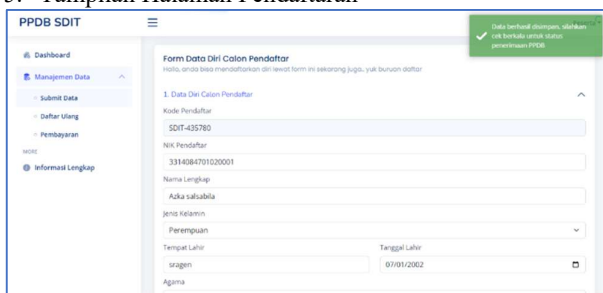 Tampilan Halaman Pendaftaran
PPDB SDIT
Data berhasil disimpan, silahkan
cek berkala untuk status
penerimaan PPDB
Dashboard
Manajemen Data
Submit Data
Daftar Ulang
Pembayaran
MORE
Informasi Lengkap
Form Data Diri Calon Pendaftar
Hallo, anda bisa mendaftarkan diri lewat form ini sekarang juga, yuk buruan daftar
1. Data Diri Calon Pendaftar
Kode Pendaftar
SDIT-435780
NIK Pendaftar
3314084701020001
Nama Lengkap
Azka salsabila
Jenis Kelamin
Perempuan
Tempat Lahir
Tanggal Lahir
sragen
07/01/2002
Agama